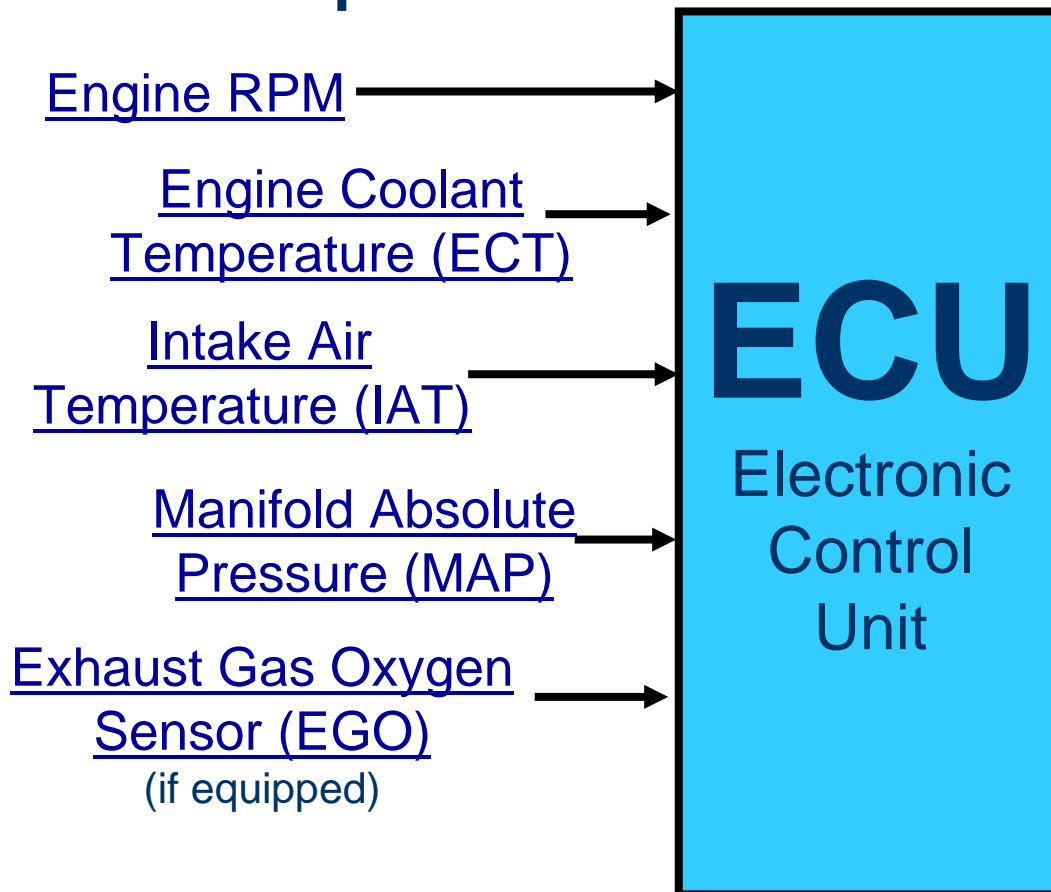 Engine RPM
Engine Coolant
Temperature (ECT)
Intake Air
Temperature (IAT)
Manifold Absolute
Pressure (MAP)
Exhaust Gas Oxygen
Sensor (EGO)
(if equipped)
ECU
Electronic
Control
Unit